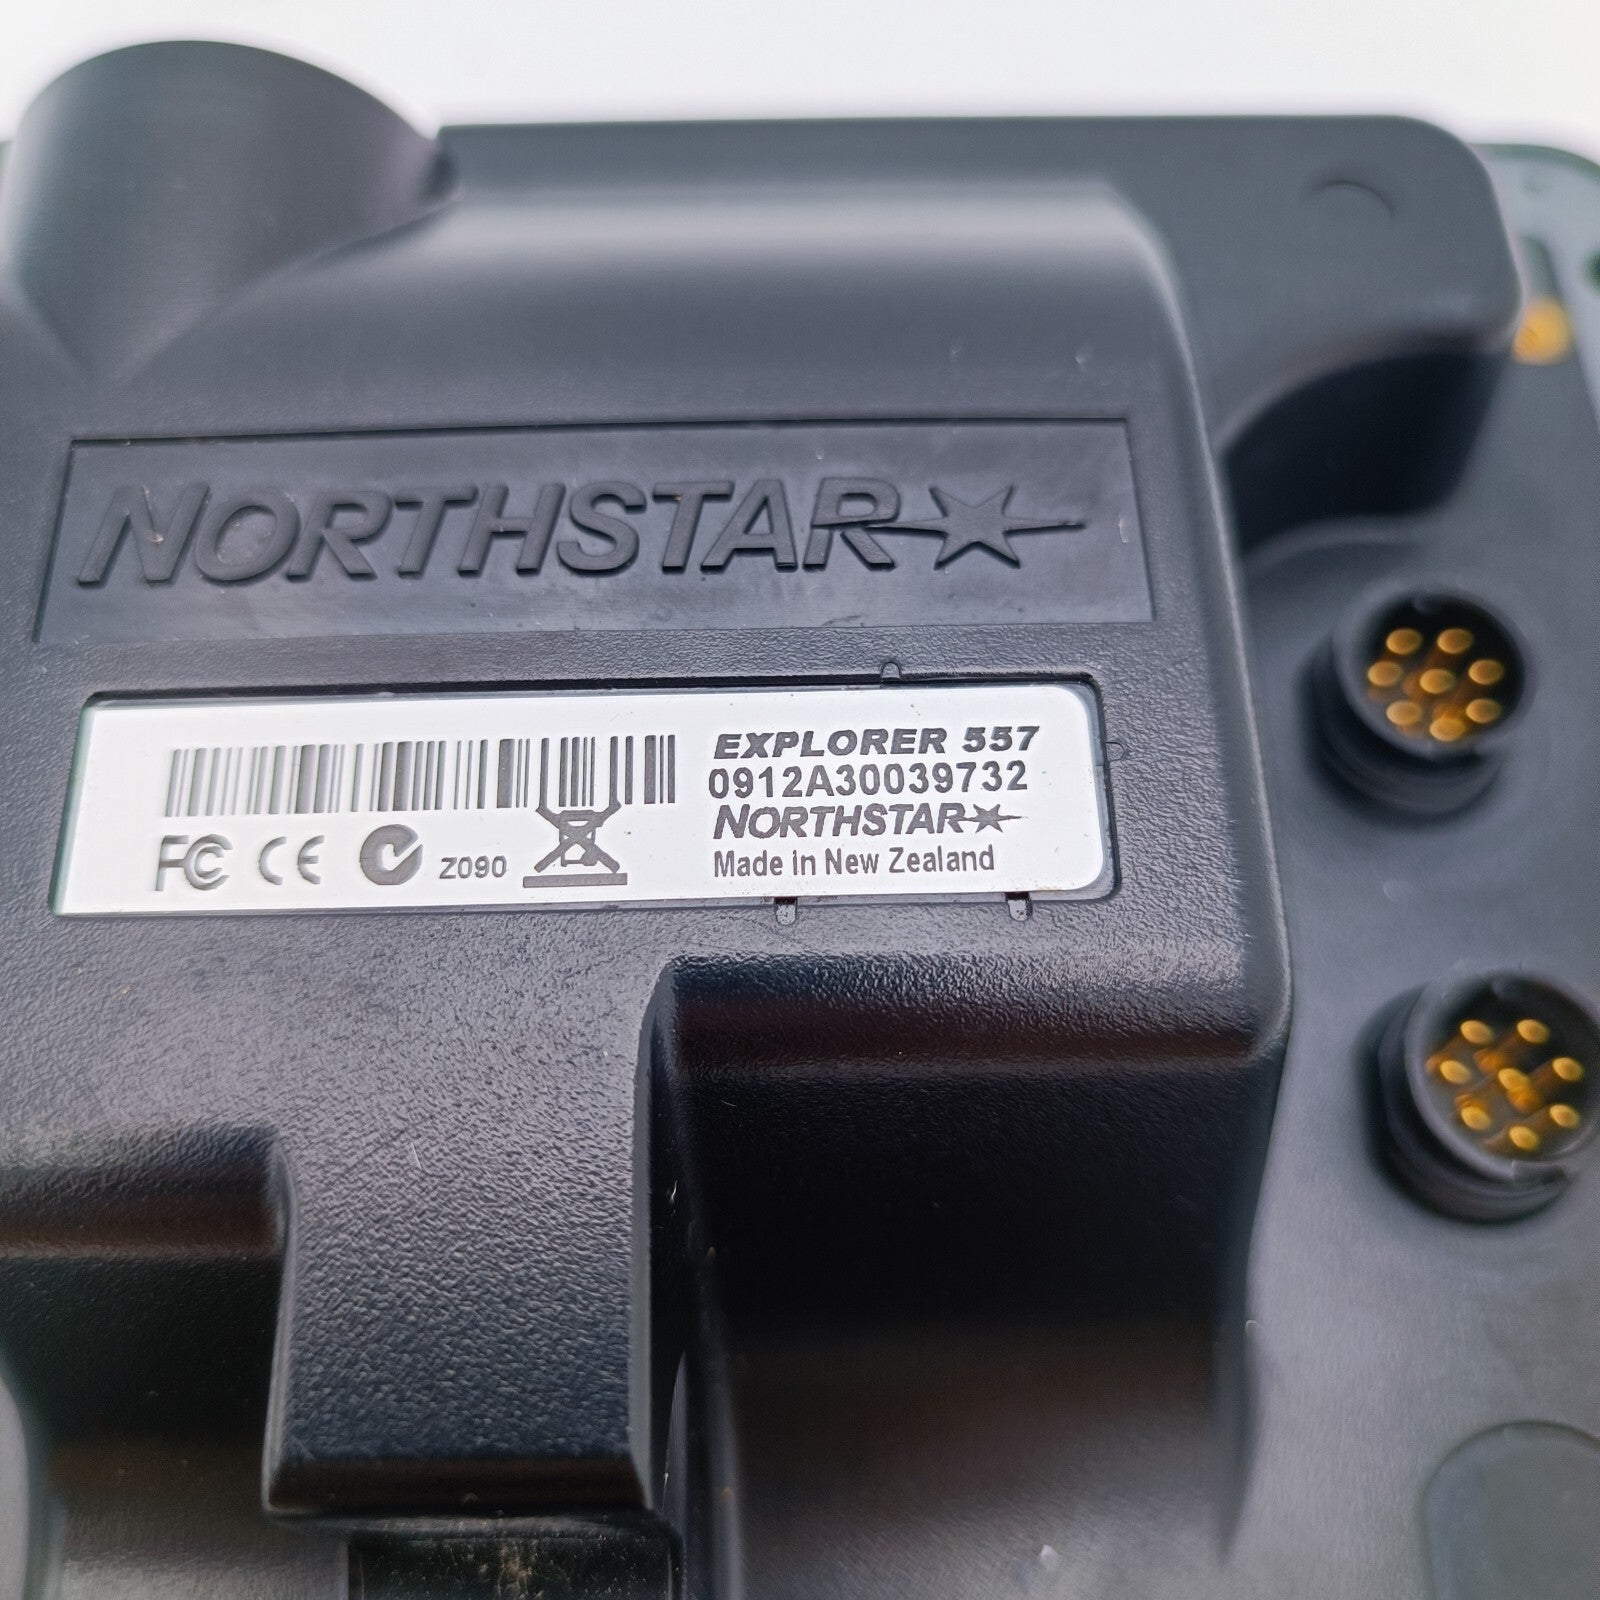 NORTHSTAR
EXPLORER 557
0912A30039732
NORTHSTAR
Made in New Zealand
FC CE Z090